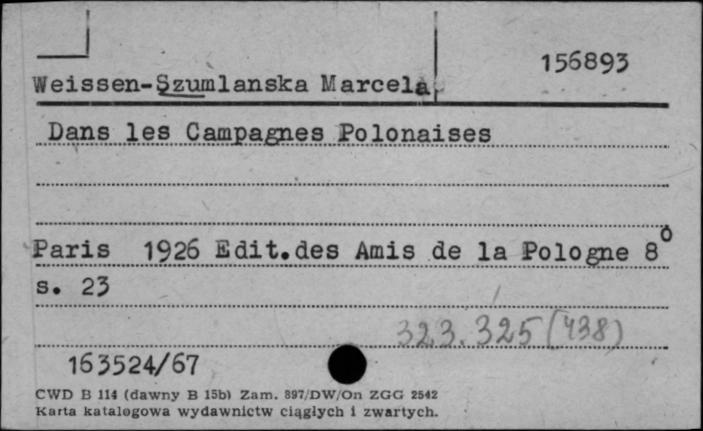 156893
Weissen-Szumlanska Marcela
Dans les Campagnes Polonaises
Paris 1926 Edit.des Amis de la Pologne 8°
s. 23
323.325 (438)
163524/67
CWD B 114 (dawny B 15b) Zam. 897/DW/On ZGG 2542
Karta katalogowa wydawnictw ciągłych i zwartych.